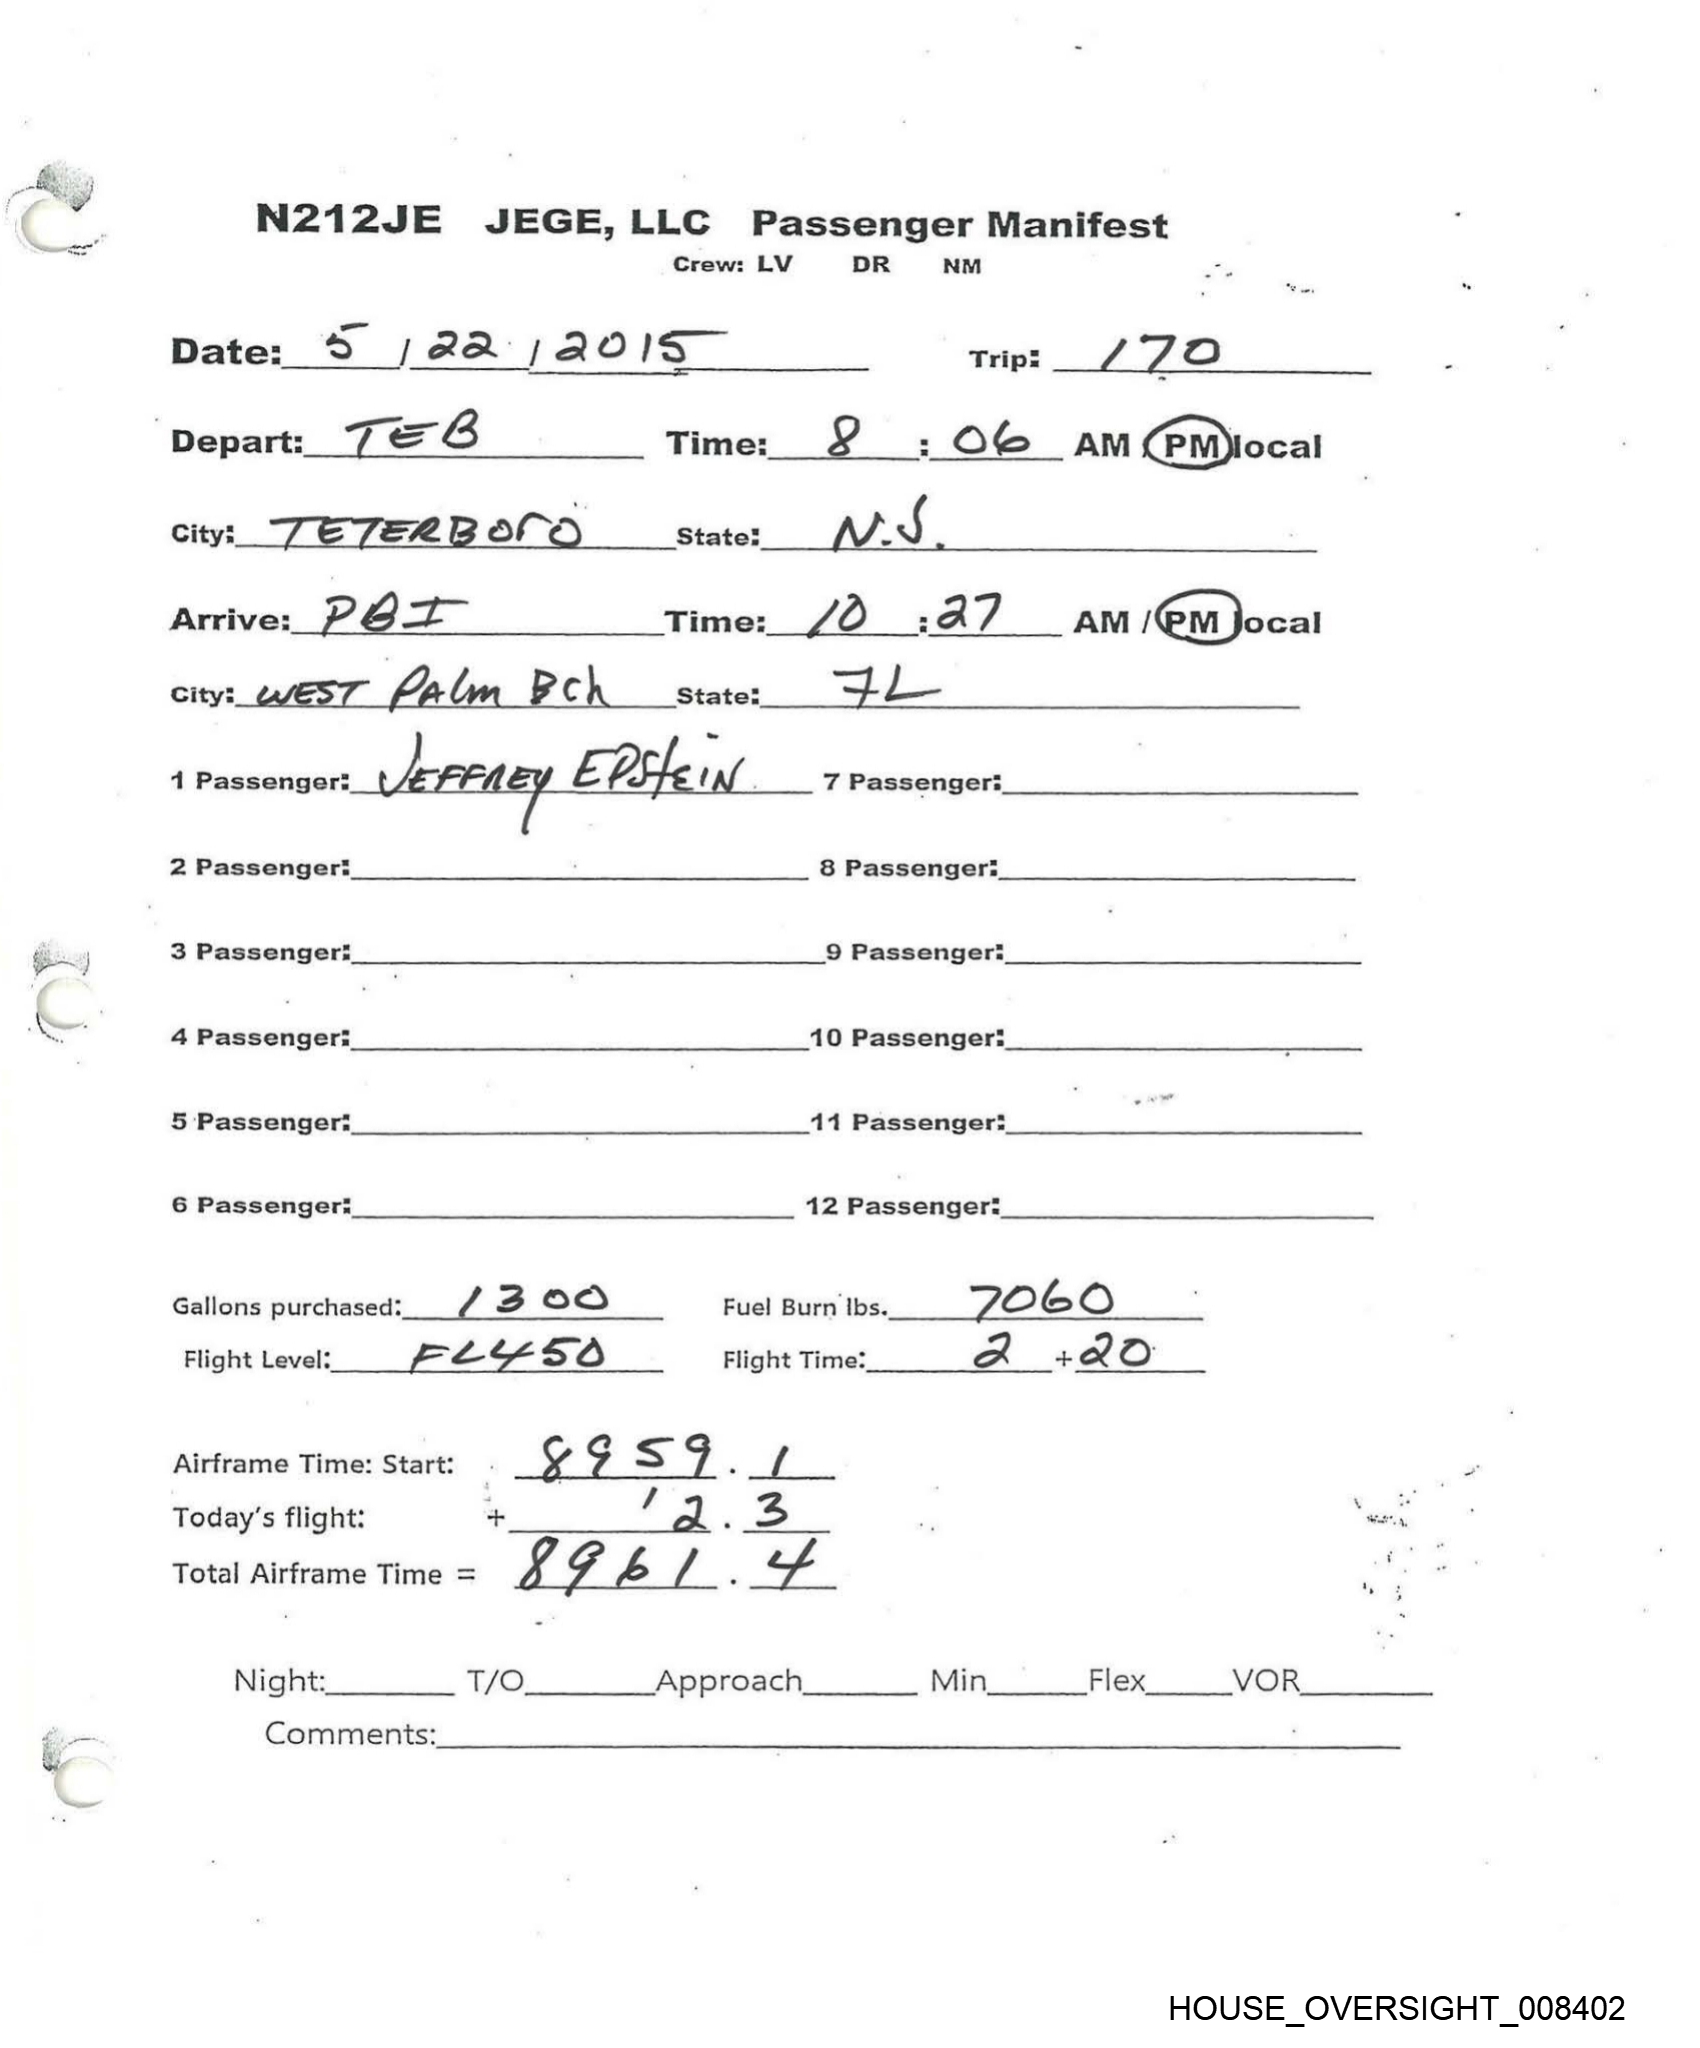 N212JE JEGE, LLC Passenger Manifest
Crew: LV DR NM
Date: 5 / 22 / 2015 Trip: 170
Depart: TEB Time: 8 : 06 AM / PM local
City: TETERBORO State: N.J.
Arrive: PBI Time: 10 : 27 AM / PM local
City: WEST PALM BCH State: FL
1 Passenger: JEFFREY EPSTEIN 7 Passenger:
2 Passenger: 8 Passenger:
3 Passenger: 9 Passenger:
4 Passenger: 10 Passenger:
5 Passenger: 11 Passenger:
6 Passenger: 12 Passenger:
Gallons purchased: 1300 Fuel Burn lbs. 7060
Flight Level: FL450 Flight Time: 2 + 20
Airframe Time: Start: 8959 . 1
Today's flight: + 2 . 3
Total Airframe Time = 8961 . 4
Night: T/O Approach Min Flex VOR
Comments:
HOUSE_OVERSIGHT_008402